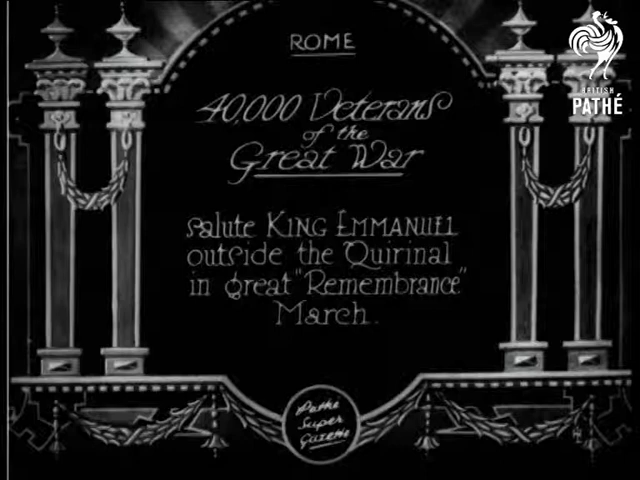 ROME
BRITISH
PATHÉ
40,000 Veterans
of the
Great War
salute KING EMMANUEL
outside the Quirinal
in great "Remembrance"
March.
Pathé
Super
Gazette